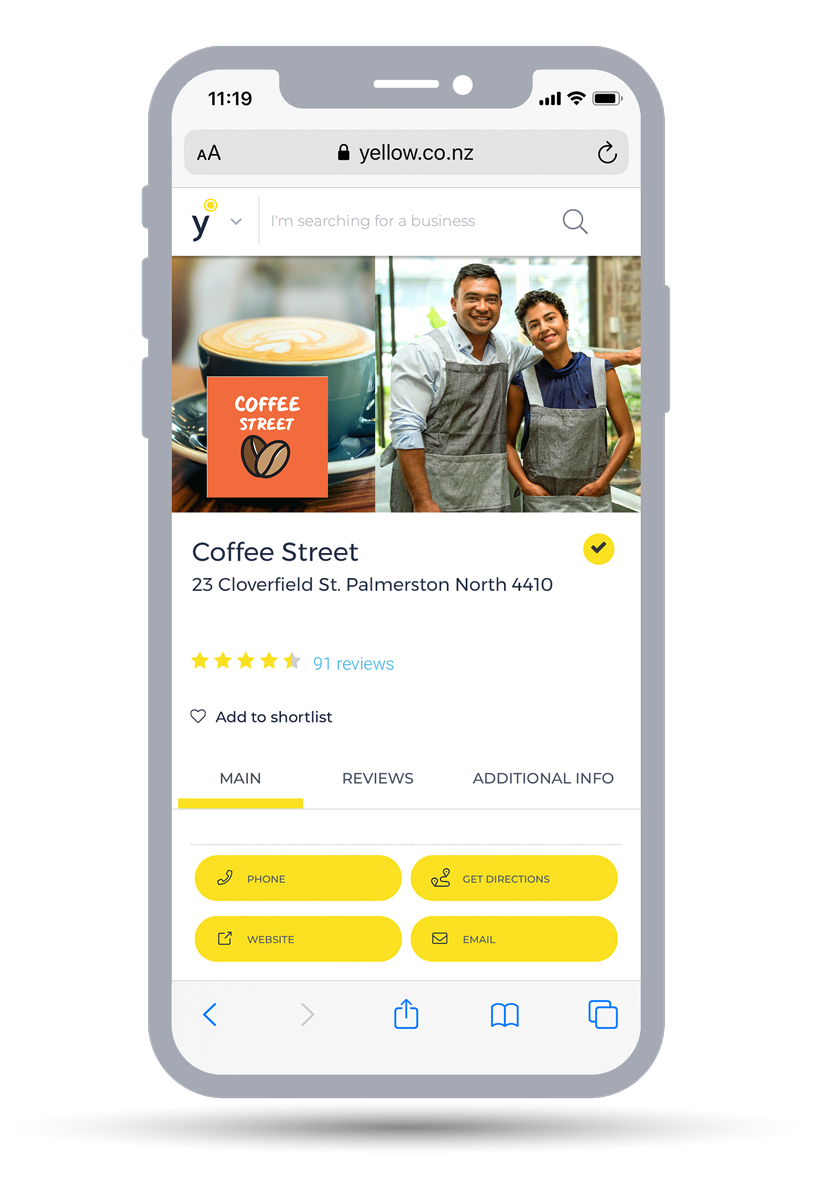 11:19
AA
yellow.co.nz
y
I'm searching for a business
COFFEE
STREET
Coffee Street
23 Cloverfield St. Palmerston North 4410
91 reviews
Add to shortlist
MAIN REVIEWS ADDITIONAL INFO
PHONE GET DIRECTIONS
WEBSITE EMAIL